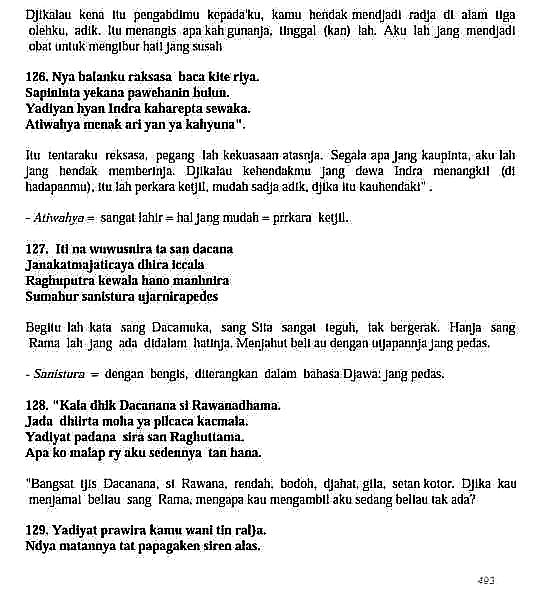 Djikalau kena itu pengabdimu kepada'ku, kamu hendak mendjadi radja di alam tiga
olehku, adik. Itu menangis apa kah gunanja, tinggal (kan) lah. Aku lah jang mendjadi
obat untuk mengibur hati jang susah
126. Nya balanku raksasa baca kite riya.
Sapininta yekana pawehanin hulun.
Yadiyan hyan Indra kaharepta sewaka.
Atiwahya menak ari yan ya kahyuna".
Itu tentaraku reksasa, pegang lah kekuasaan atasnja. Segala apa jang kaupinta, aku lah
jang hendak memberinja. Djikalau kehendakmu jang dewa Indra menangkil (di
hadapanmu), itu lah perkara ketjil, mudah sadja adik, djika itu kauhendaki" .
- Atiwahya = sangat lahir = hal jang mudah = prrkara ketjil.
127. Iti na wuwusnira ta san dacana
Janakatmajaticaya dhira iccala
Raghuputra kewala hano manhnira
Sumahur sanistura ujarnirapedes
Begitu lah kata sang Dacamuka, sang Sita sangat teguh, tak bergerak. Hanja sang
Rama lah jang ada didalam hatinja. Menjahut beli au dengan utjapannja jang pedas.
- Sanistura = dengan bengis, diterangkan dalam bahasa Djawa: jang pedas.
128. "Kala dhik Dacanana si Rawanadhama.
Jada dhiirta moha ya piicaca kacmala.
Yadiyat padana sira san Raghuttama.
Apa ko malap ry aku sedennya tan hana.
"Bangsat tjis Dacanana, si Rawana, rendah, bodoh, djahat, gila, setan kotor. Djika kau
menjamai beliau sang Rama, mengapa kau mengambil aku sedang beliau tak ada?
129. Yadiyat prawira kamu wani tin ral)a.
Ndya matannya tat papagaken siren alas.
493